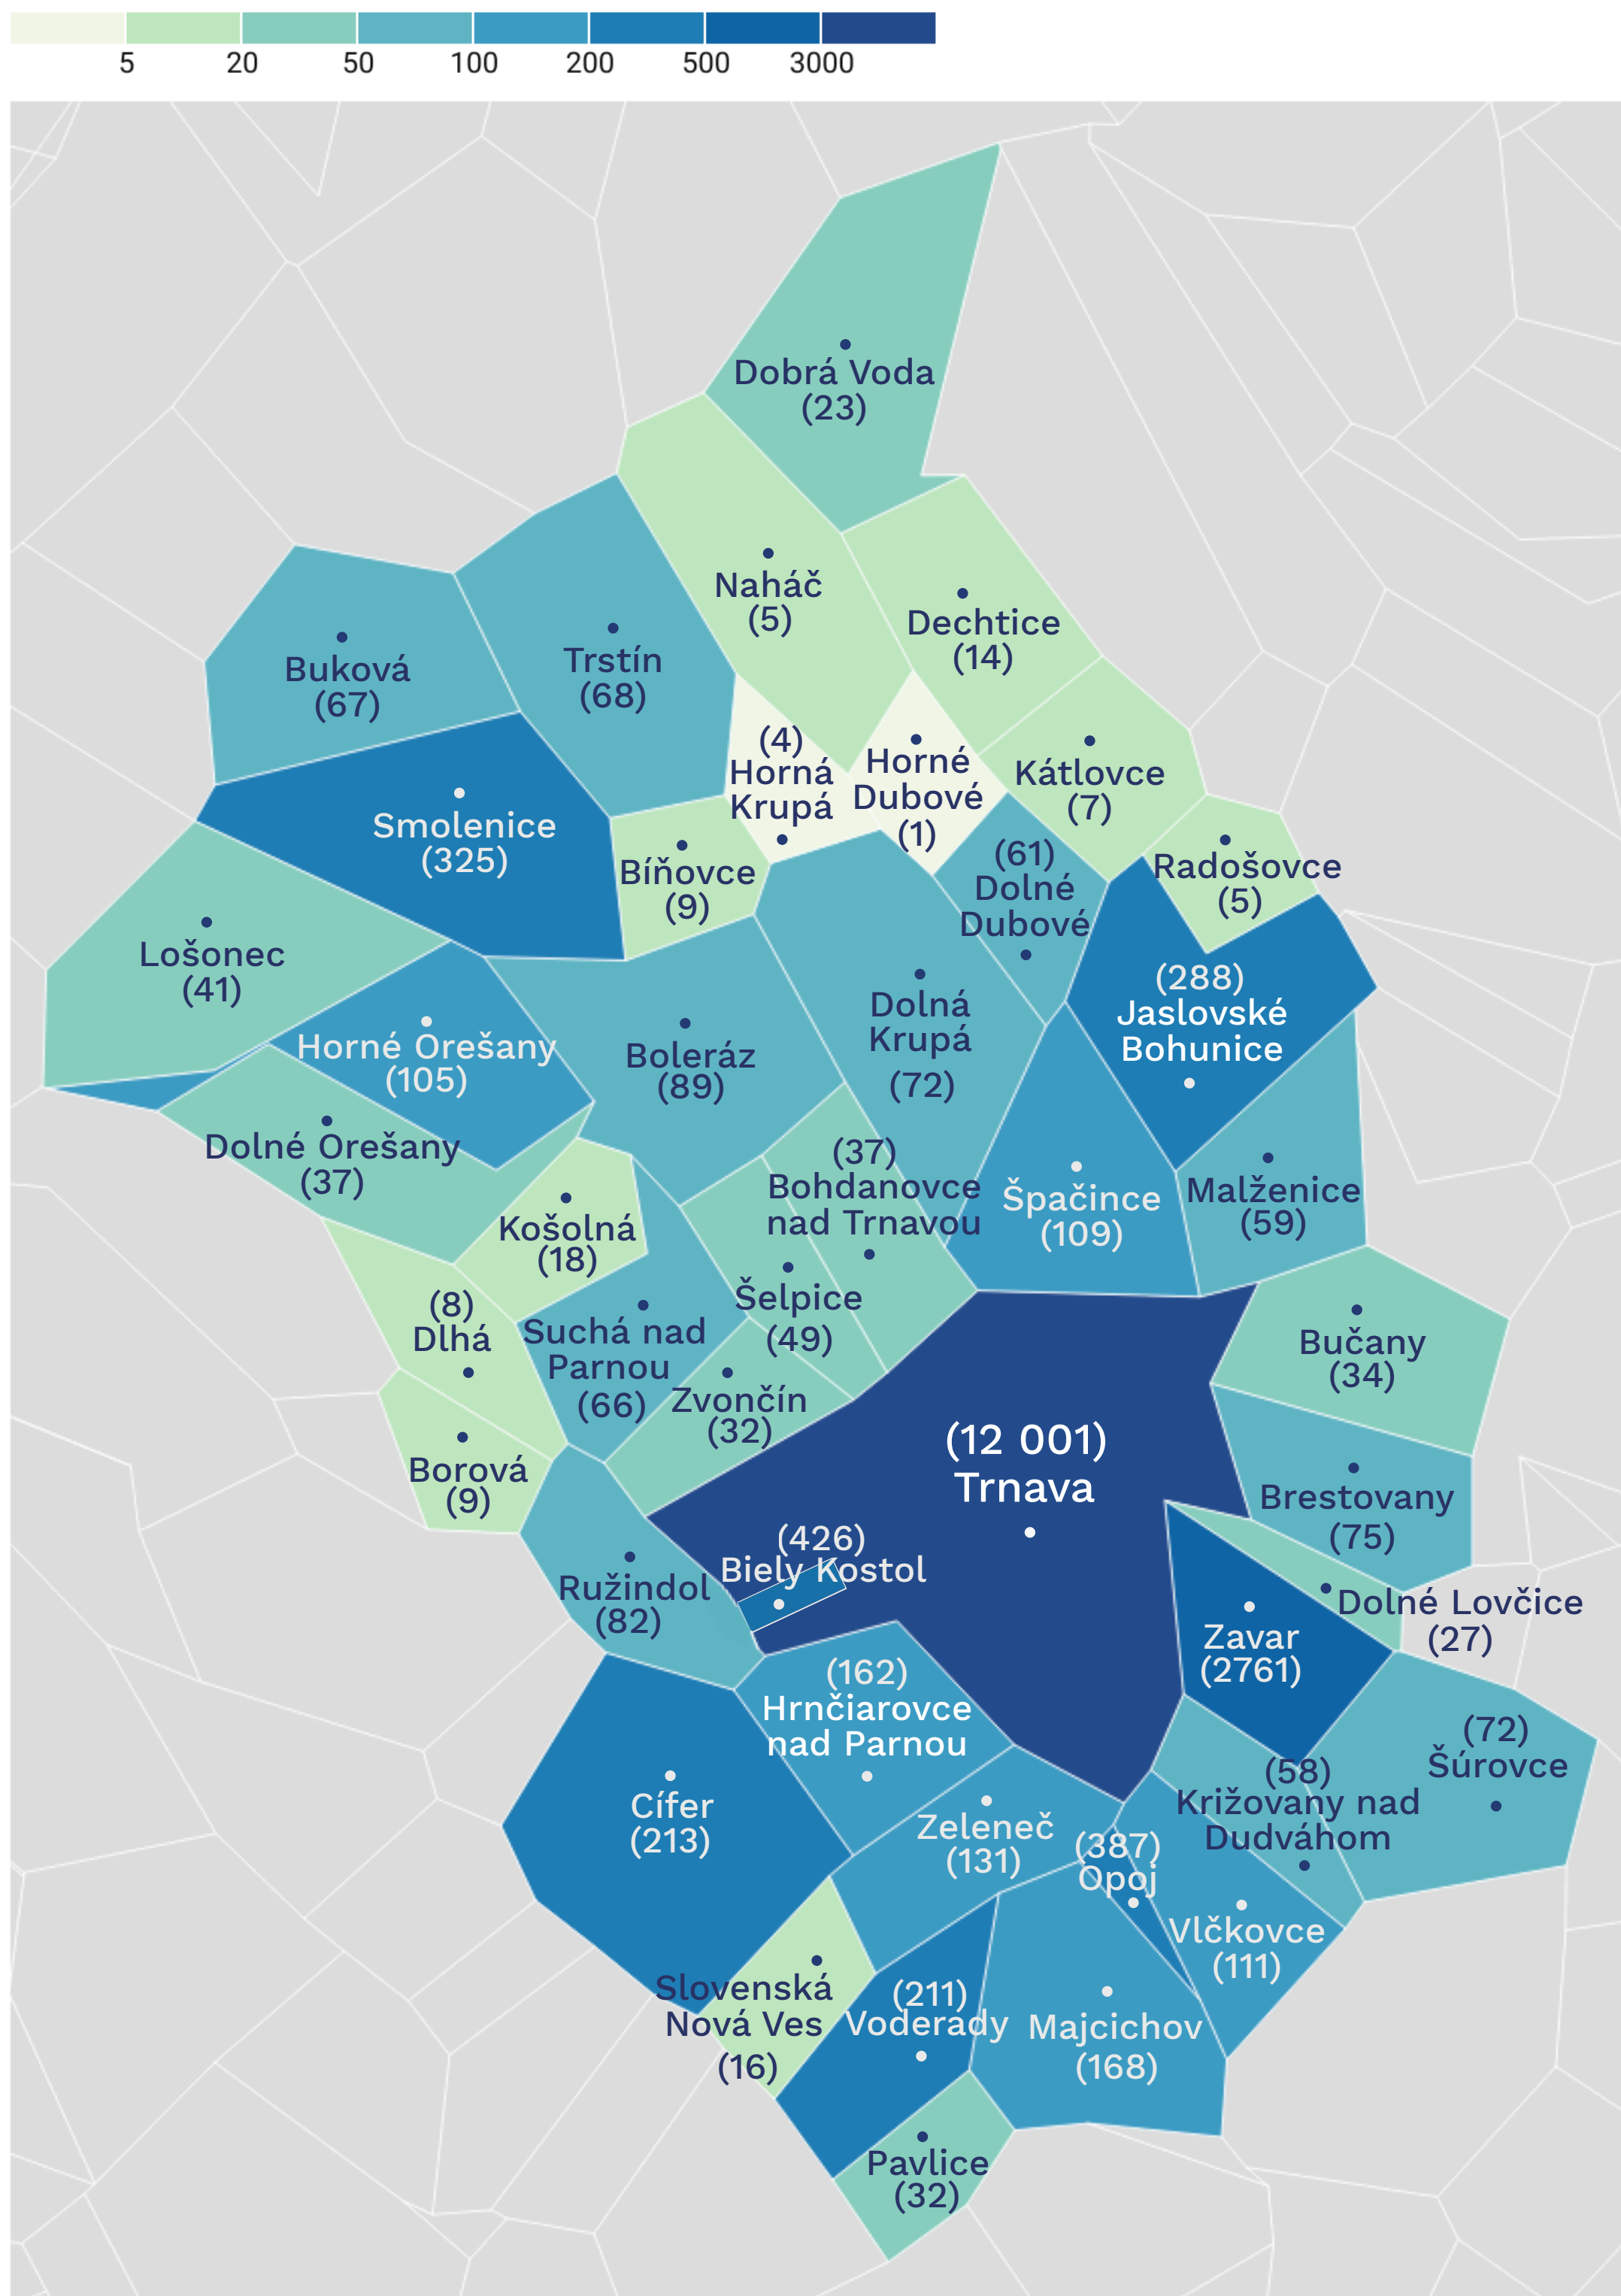 5 20 50 100 200 500 3000
Dobrá Voda
(23)
Naháč
(5)
Dechtice
(14)
Buková
(67)
Trstín
(68)
(4)
Horná
Krupá
Horné
Dubové
(1)
Kátlovce
(7)
Smolenice
(325)
Bíňovce
(9)
(61)
Dolné
Dubové
Radošovce
(5)
Lošonec
(41)
(288)
Jaslovské
Bohunice
Dolná
Krupá
(72)
Horné Orešany
(105)
Boleráz
(89)
Dolné Orešany
(37)
(37)
Bohdanovce
nad Trnavou
Špačince
(109)
Malženice
(59)
Košolná
(18)
Šelpice
(49)
(8)
Dlhá
Suchá nad
Parnou
(66)
Bučany
(34)
Zvončín
(32)
(12 001)
Trnava
Borová
(9)
Brestovany
(75)
(426)
Biely Kostol
Ružindol
(82)
Dolné Lovčice
(27)
Zavar
(2761)
(162)
Hrnčiarovce
nad Parnou
(72)
Šúrovce
(58)
Križovany nad
Dudváhom
Cífer
(213)
Zeleneč
(131)
(387)
Opoj
Vlčkovce
(111)
Slovenská
Nová Ves
(16)
(211)
Voderady
Majcichov
(168)
Pavlice
(32)